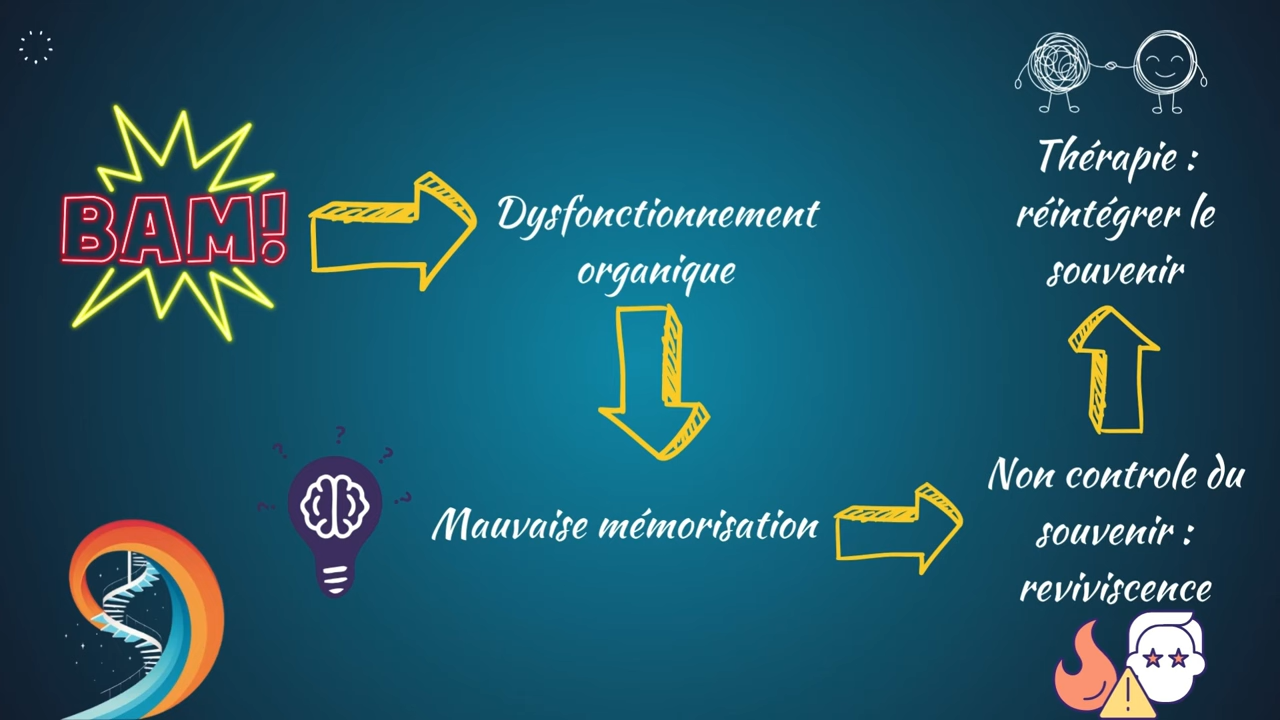 BAM!
Dysfonctionnement
organique
Mauvaise mémorisation
Non controle du
souvenir :
reviviscence
Thérapie :
réintégrer le
souvenir